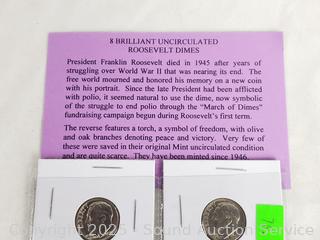 8 BRILLIANT UNCIRCULATED
ROOSEVELT DIMES
President Franklin Roosevelt died in 1945 after years of
struggling over World War II that was nearing its end. The
free world mourned and honored his memory on a new coin
with his portrait. Since the late President had been afflicted
with polio, it seemed natural to use the dime, now symbolic
of the struggle to end polio through the "March of Dimes"
fundraising campaign begun during Roosevelt's first term.
The reverse features a torch, a symbol of freedom, with olive
and oak branches denoting peace and victory. Very few of
these were saved in their original Mint uncirculated condition
and are quite scarce. They have been minted since 1946.
Copyright 2025 - Sound Auction Service